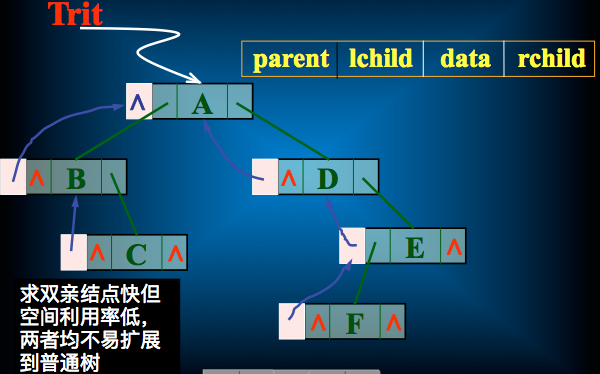 Trit
parent lchild data rchild
^ A
^ B
^ D
^ C ^
E ^
^ F ^
求双亲结点快但
空间利用率低，
两者均不易扩展
到普通树